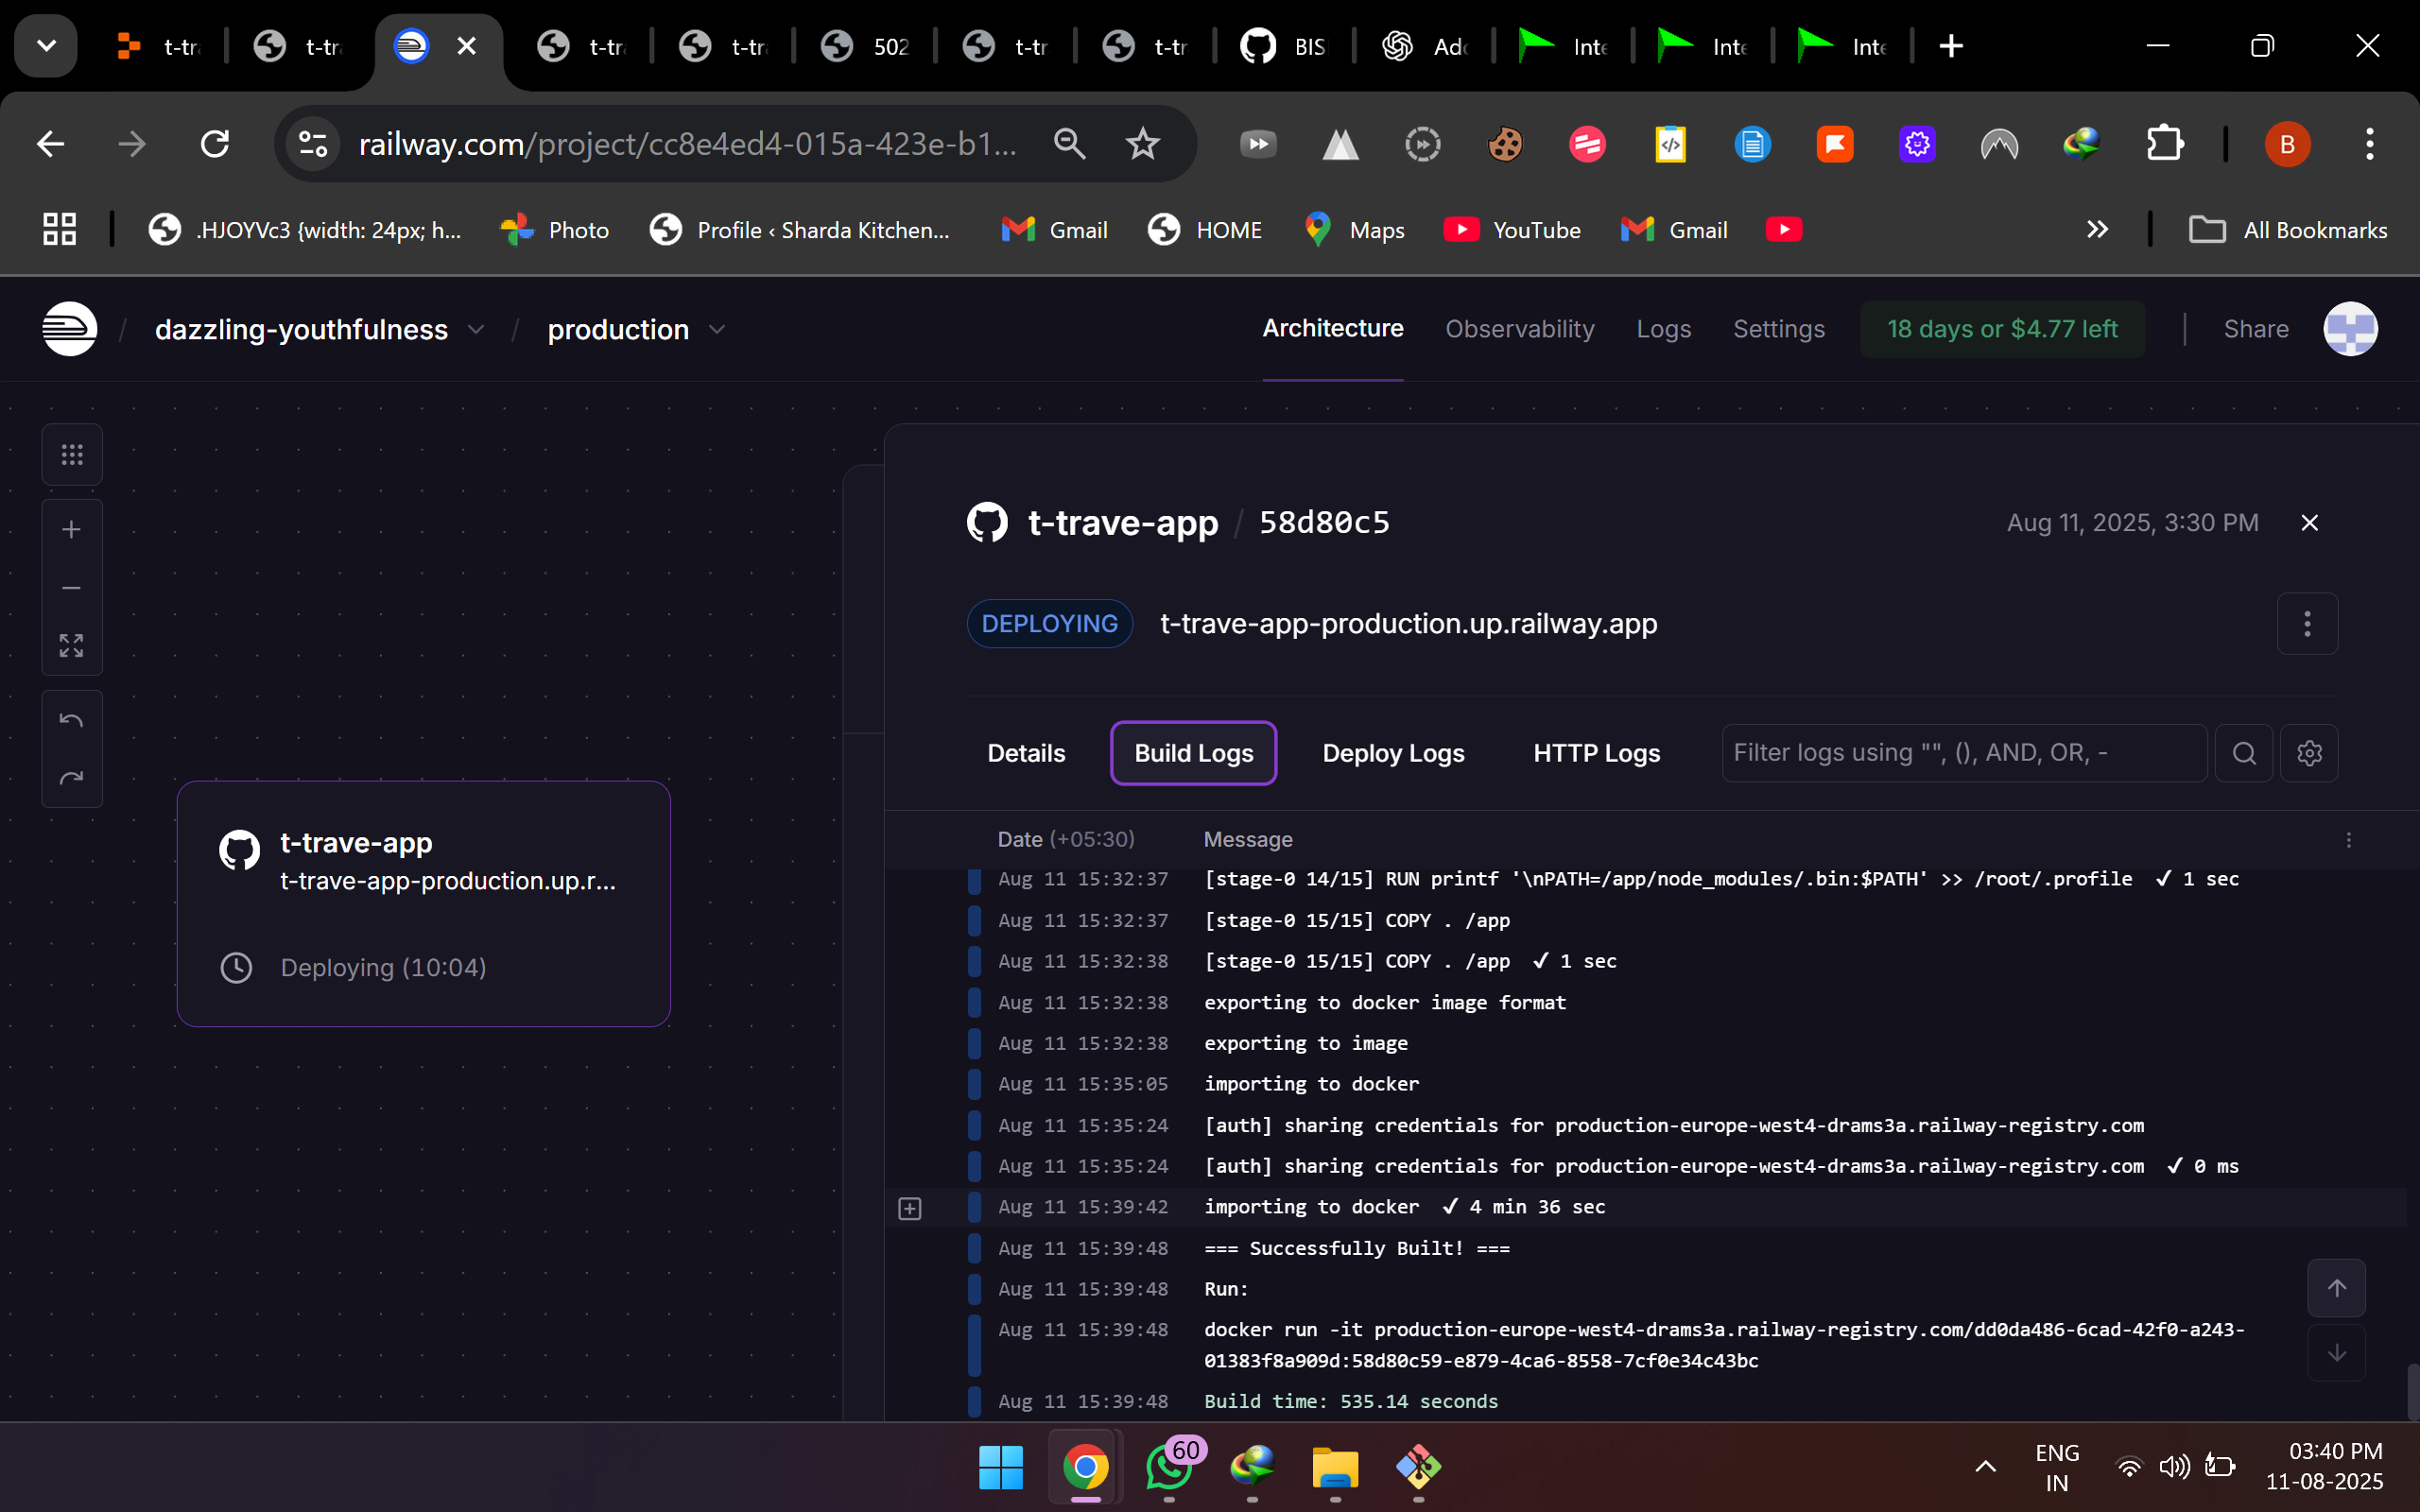 t-tra
t-tr
t-tr
t-tr
502
t-tr
t-tr
BIS
Ad
Inte
Inte
Inte
railway.com/project/cc8e4ed4-015a-423e-b1...
B
.HJOYVc3 {width: 24px; h...
Photo
Profile ‹ Sharda Kitchen...
Gmail
HOME
Maps
YouTube
Gmail
All Bookmarks
/ dazzling-youthfulness / production
Architecture
Observability
Logs
Settings
18 days or $4.77 left
Share
t-trave-app / 58d80c5
Aug 11, 2025, 3:30 PM
DEPLOYING
t-trave-app-production.up.railway.app
Details
Build Logs
Deploy Logs
HTTP Logs
Filter logs using "", (), AND, OR, -
t-trave-app
t-trave-app-production.up.r...
Deploying (10:04)
Date (+05:30) Message
Aug 11 15:32:37 [stage-0 14/15] RUN printf '\nPATH=/app/node_modules/.bin:$PATH' >> /root/.profile ✓ 1 sec
Aug 11 15:32:37 [stage-0 15/15] COPY . /app
Aug 11 15:32:38 [stage-0 15/15] COPY . /app ✓ 1 sec
Aug 11 15:32:38 exporting to docker image format
Aug 11 15:32:38 exporting to image
Aug 11 15:35:05 importing to docker
Aug 11 15:35:24 [auth] sharing credentials for production-europe-west4-drams3a.railway-registry.com
Aug 11 15:35:24 [auth] sharing credentials for production-europe-west4-drams3a.railway-registry.com ✓ 0 ms
Aug 11 15:39:42 importing to docker ✓ 4 min 36 sec
Aug 11 15:39:48 === Successfully Built! ===
Aug 11 15:39:48 Run:
Aug 11 15:39:48 docker run -it production-europe-west4-drams3a.railway-registry.com/dd0da486-6cad-42f0-a243-
01383f8a909d:58d80c59-e879-4ca6-8558-7cf0e34c43bc
Aug 11 15:39:48 Build time: 535.14 seconds
60
ENG
IN
03:40 PM
11-08-2025